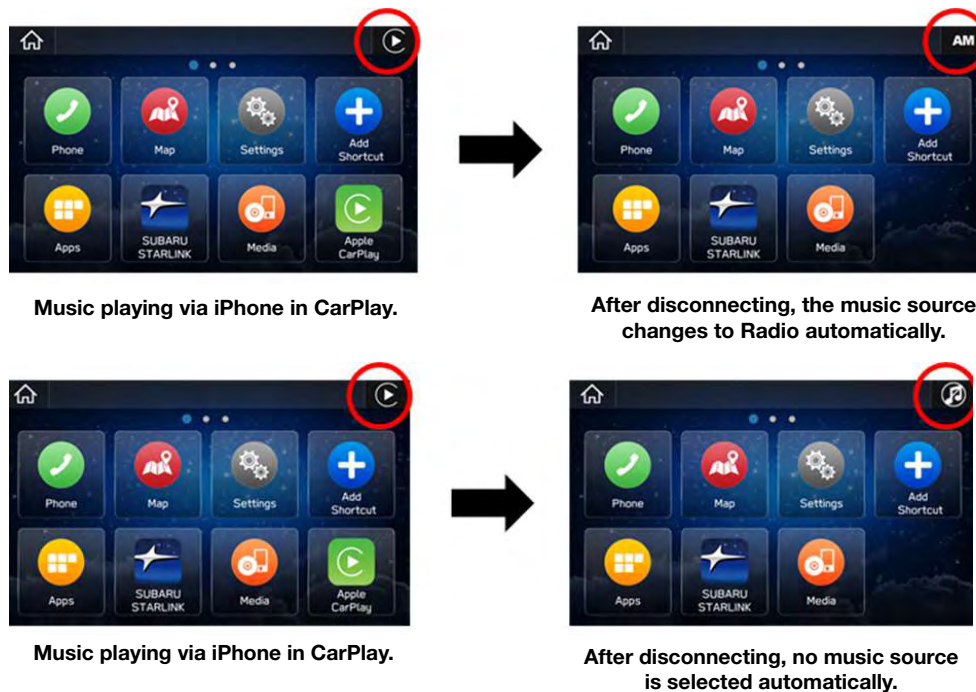 AM
Phone
Map
Settings
Add
Shortcut
Apps
SUBARU
STARLINK
Media
Apple
CarPlay
Phone
Map
Settings
Add
Shortcut
Apps
SUBARU
STARLINK
Media
Music playing via iPhone in CarPlay.
After disconnecting, the music source
changes to Radio automatically.
Phone
Map
Settings
Add
Shortcut
Apps
SUBARU
STARLINK
Media
Apple
CarPlay
Phone
Map
Settings
Add
Shortcut
Apps
SUBARU
STARLINK
Media
Music playing via iPhone in CarPlay.
After disconnecting, no music source
is selected automatically.